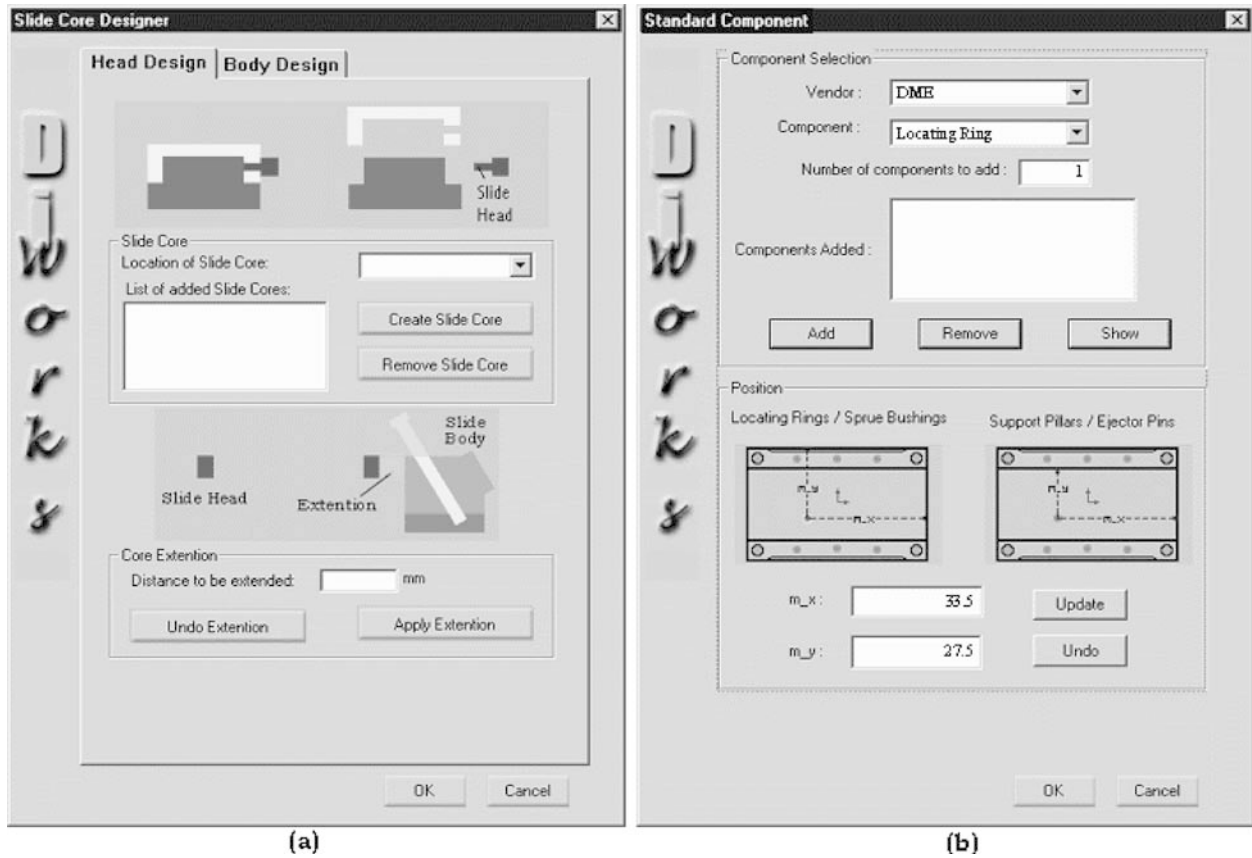 Slide Core Designer
Head Design
Body Design
D
i
w
o
r
k
s
Slide
Head
Slide Core
Location of Slide Core:
List of added Slide Cores:
Create Slide Core
Remove Slide Core
Slide
Body
Slide Head
Extention
Core Extention
Distance to be extended:
mm
Undo Extention
Apply Extention
OK
Cancel
(a)
Standard Component
D
i
w
o
r
k
s
Component Selection
Vendor :
DME
Component :
Locating Ring
Number of components to add :
1
Components Added :
Add
Remove
Show
Position
Locating Rings / Sprue Bushings
Support Pillars / Ejector Pins
m_y
m_x
m_y
m_x
m_x :
33.5
Update
m_y :
27.5
Undo
OK
Cancel
(b)